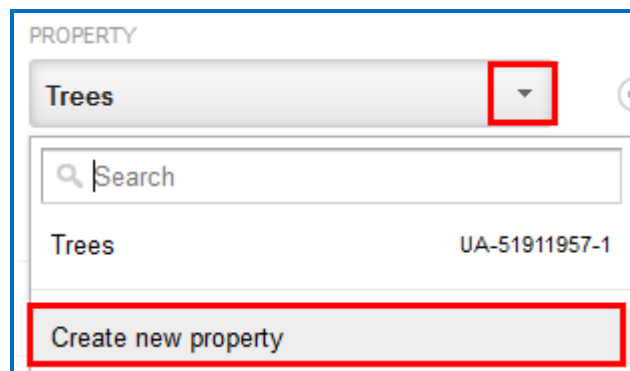 PROPERTY
Trees
Search
Trees UA-51911957-1
Create new property